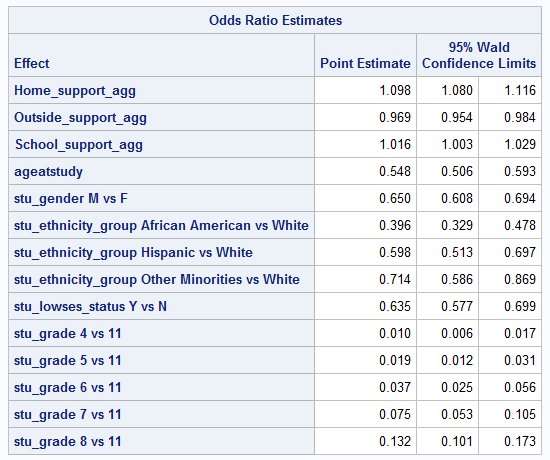 Odds Ratio Estimates
Effect Point Estimate 95% Wald Confidence Limits
Home_support_agg 1.098 1.080 1.116
Outside_support_agg 0.969 0.954 0.984
School_support_agg 1.016 1.003 1.029
ageatstudy 0.548 0.506 0.593
stu_gender M vs F 0.650 0.608 0.694
stu_ethnicity_group African American vs White 0.396 0.329 0.478
stu_ethnicity_group Hispanic vs White 0.598 0.513 0.697
stu_ethnicity_group Other Minorities vs White 0.714 0.586 0.869
stu_lowses_status Y vs N 0.635 0.577 0.699
stu_grade 4 vs 11 0.010 0.006 0.017
stu_grade 5 vs 11 0.019 0.012 0.031
stu_grade 6 vs 11 0.037 0.025 0.056
stu_grade 7 vs 11 0.075 0.053 0.105
stu_grade 8 vs 11 0.132 0.101 0.173